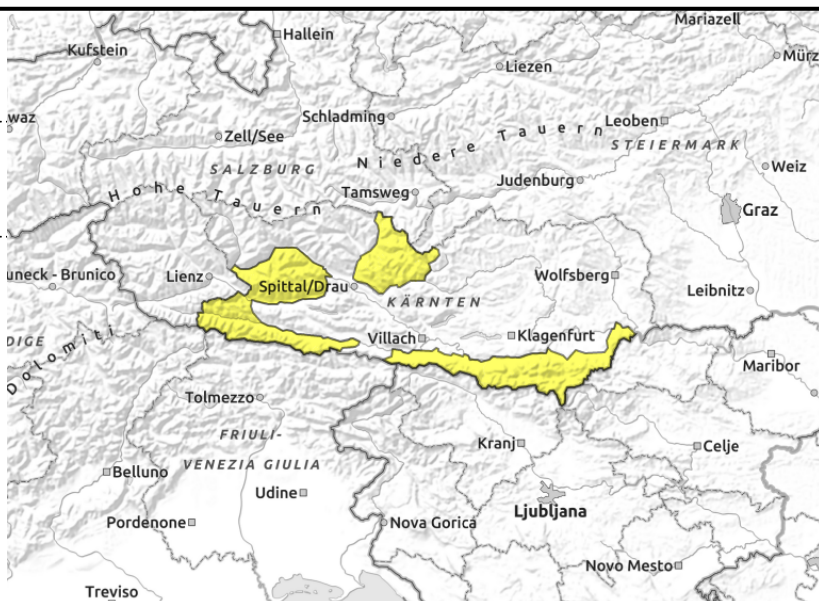 Mariazell
Hallein
Kufstein
Mürz
Liezen
waz
Schladming
Leoben
Zell/See
Niedere Tauern
STEIERMARK
SALZBURG
Weiz
Hohe Tauern
Tamsweg
Judenburg
Graz
uneck - Brunico
Lienz
Spittal/Drau
Wolfsberg
Leibnitz
KÄRNTEN
DIGE
Dolomiti
Villach
Klagenfurt
Maribor
Tolmezzo
FRIULI-
VENEZIA GIULIA
Kranj
Celje
Belluno
Udine
Ljubljana
Pordenone
Nova Gorica
Novo Mesto
Treviso